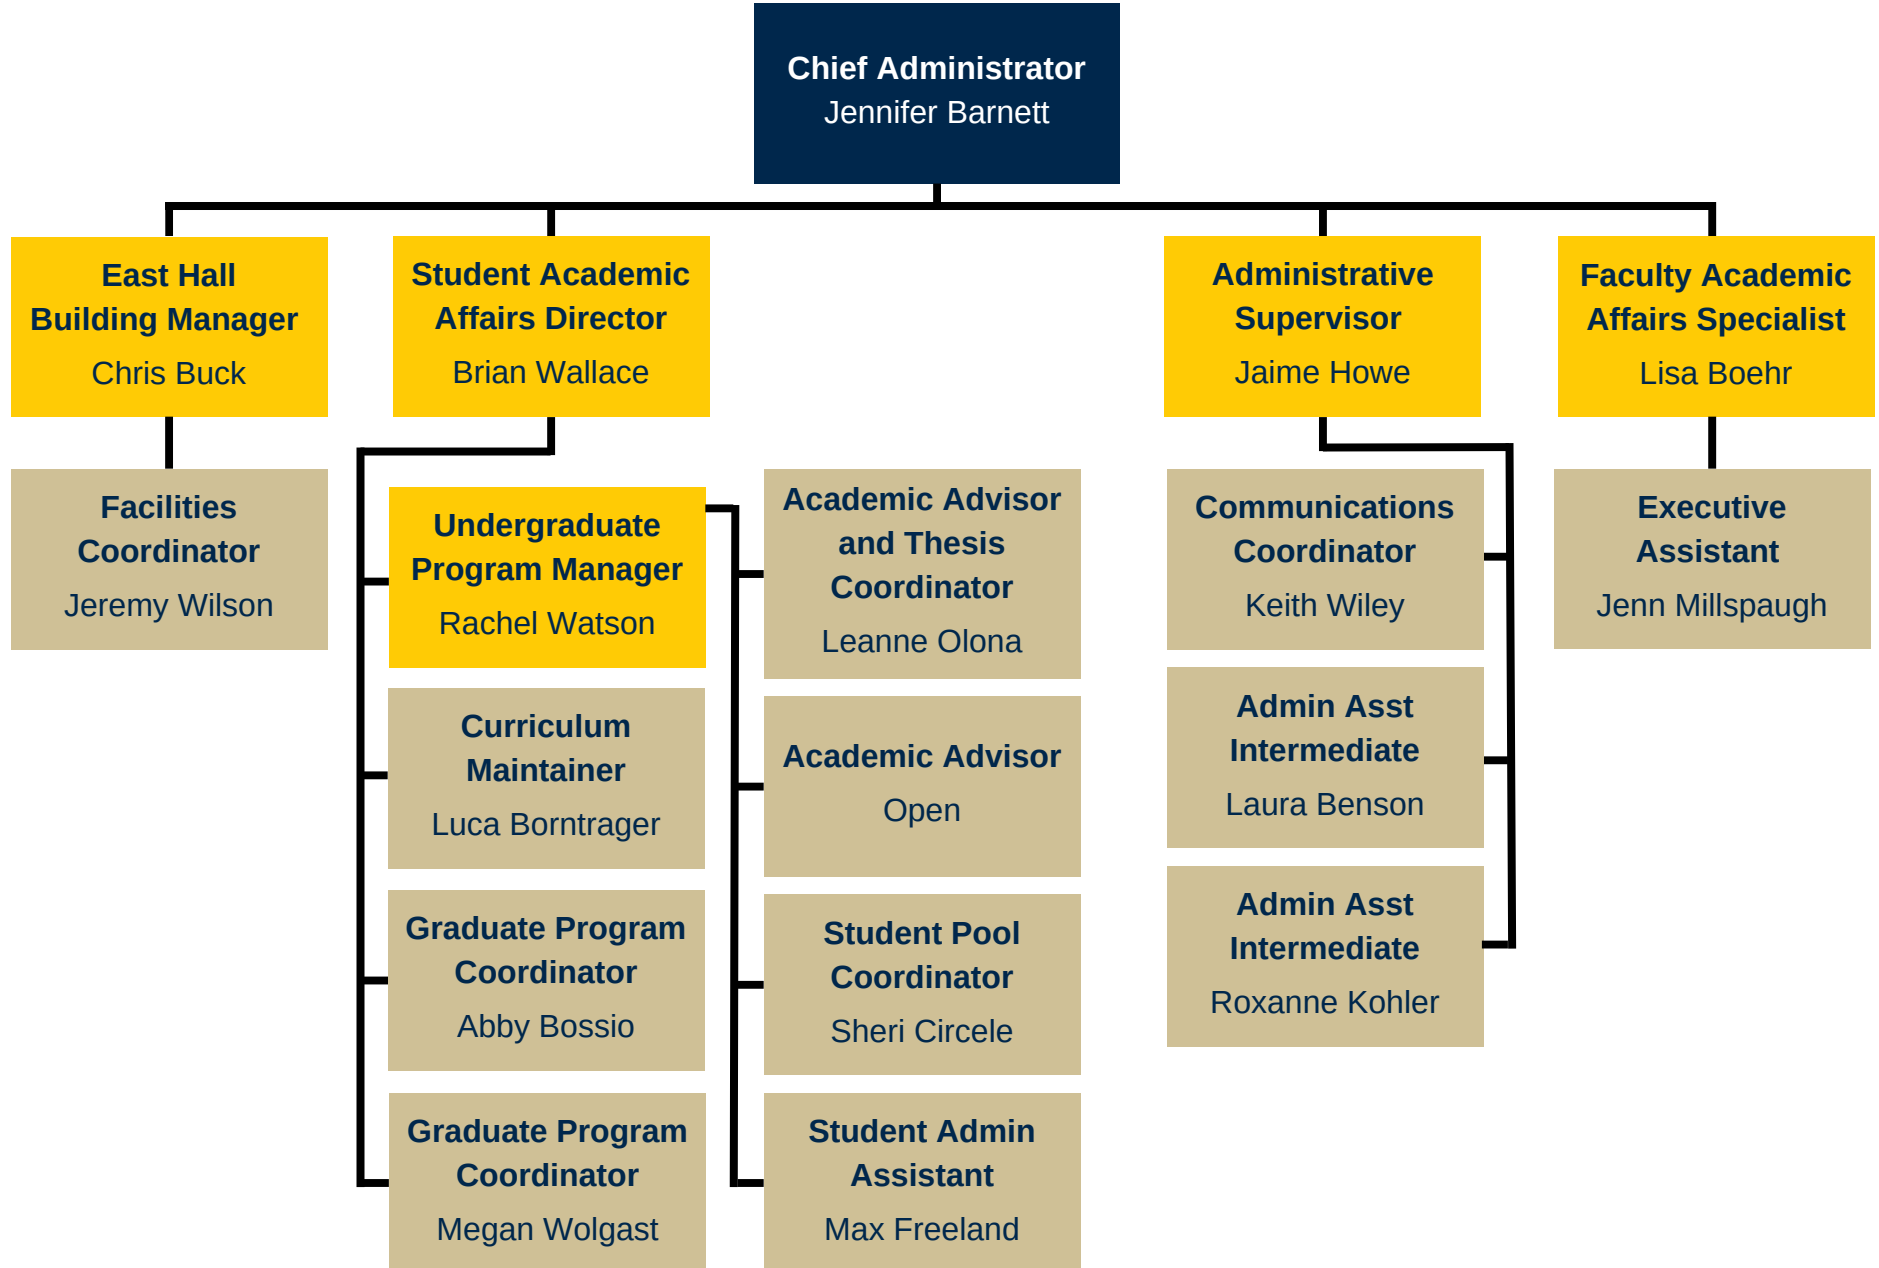 Chief Administrator
Jennifer Barnett
East Hall
Building Manager
Chris Buck
Student Academic
Affairs Director
Brian Wallace
Administrative
Supervisor
Jaime Howe
Faculty Academic
Affairs Specialist
Lisa Boehr
Facilities
Coordinator
Jeremy Wilson
Undergraduate
Program Manager
Rachel Watson
Curriculum
Maintainer
Luca Borntrager
Graduate Program
Coordinator
Abby Bossio
Graduate Program
Coordinator
Megan Wolgast
Academic Advisor
and Thesis
Coordinator
Leanne Olona
Academic Advisor
Open
Student Pool
Coordinator
Sheri Circele
Student Admin
Assistant
Max Freeland
Communications
Coordinator
Keith Wiley
Admin Asst
Intermediate
Laura Benson
Admin Asst
Intermediate
Roxanne Kohler
Executive
Assistant
Jenn Millspaugh